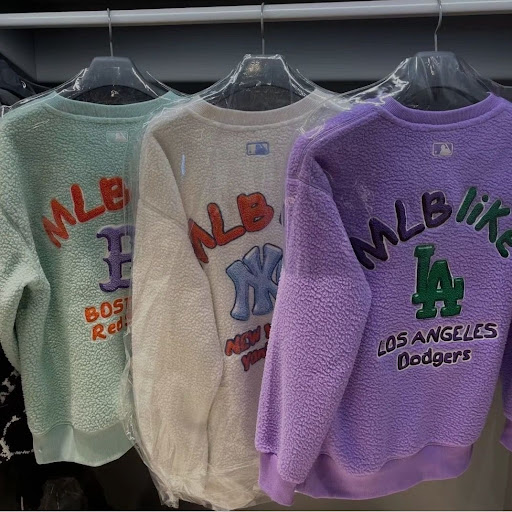 MLB
B
BOS
Red
MLB
NY
NEW
MLB like
LA
LOS ANGELES
Dodgers